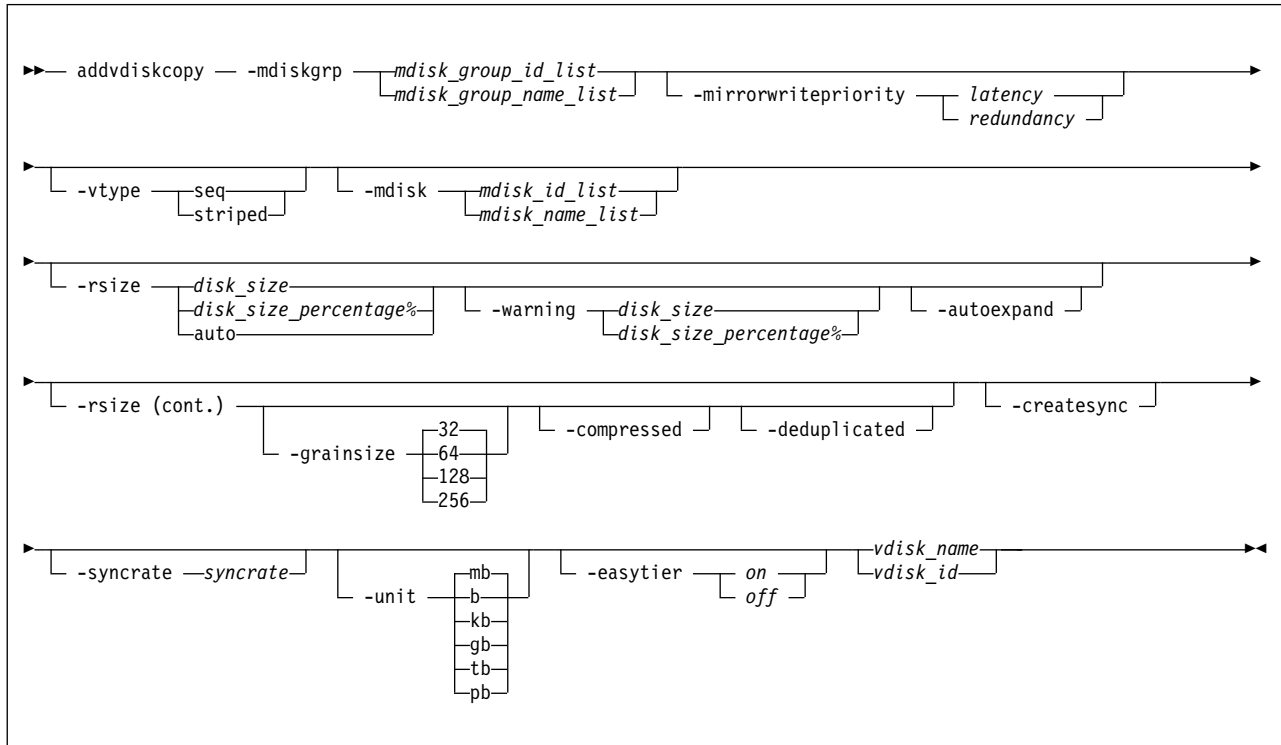 addvdiskcopy -mdiskgrp mdisk_group_id_list
mdisk_group_name_list
-mirrorwritepriority latency
redundancy
-vtype seq
striped
-mdisk mdisk_id_list
mdisk_name_list
-rsize disk_size
disk_size_percentage%
auto
-warning disk_size
disk_size_percentage%
-autoexpand
-rsize (cont.)
-grainsize 32
64
128
256
-compressed
-deduplicated
-createsync
-syncrate syncrate
-unit mb
b
kb
gb
tb
pb
-easytier on
off
vdisk_name
vdisk_id